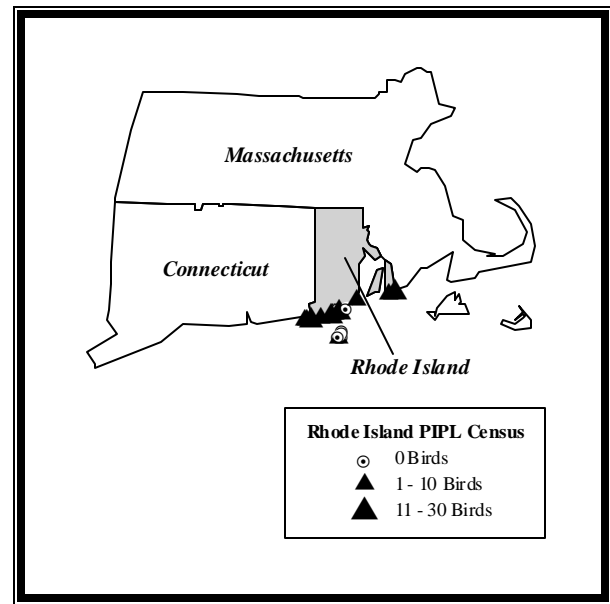 Massachusetts
Connecticut
Rhode Island
Rhode Island PIPL Census
0 Birds
1 - 10 Birds
11 - 30 Birds